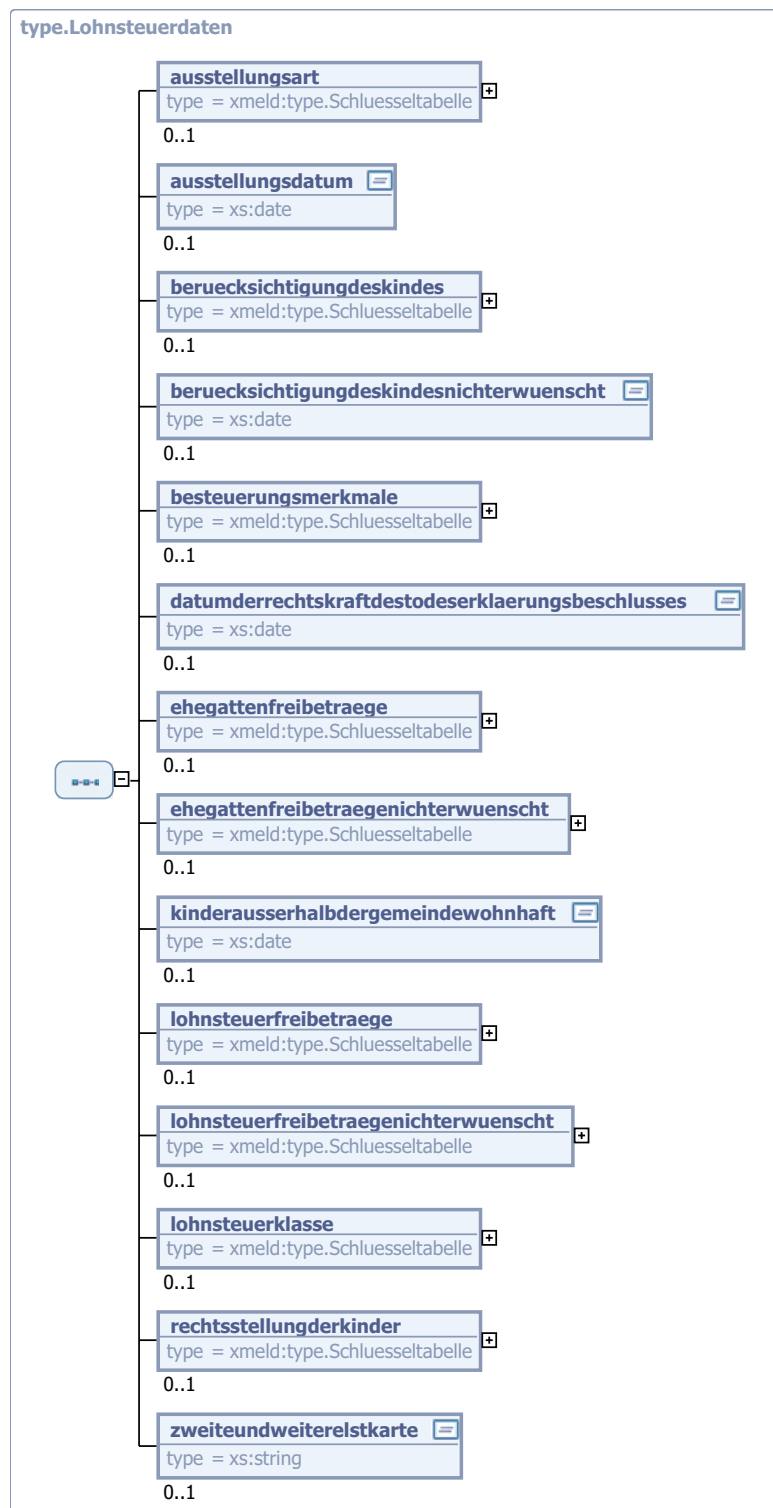 type.Lohnsteuerdaten
ausstellungsart
type = xmeld:type.Schluesseltabelle
0..1
ausstellungsdatum
type = xs:date
0..1
beruecksichtigungdeskindes
type = xmeld:type.Schluesseltabelle
0..1
beruecksichtigungdeskindesnichterwuenscht
type = xs:date
0..1
besteuerungsmerkmale
type = xmeld:type.Schluesseltabelle
0..1
datumderrechtskraftdestodeserklaerungsbeschlusses
type = xs:date
0..1
ehegattenfreibetraege
type = xmeld:type.Schluesseltabelle
0..1
ehegattenfreibetraegenichterwuenscht
type = xmeld:type.Schluesseltabelle
0..1
kinderausserhalbdergemeindewohnhaft
type = xs:date
0..1
lohnsteuerfreibetraege
type = xmeld:type.Schluesseltabelle
0..1
lohnsteuerfreibetraegenichterwuenscht
type = xmeld:type.Schluesseltabelle
0..1
lohnsteuerklasse
type = xmeld:type.Schluesseltabelle
0..1
rechtsstellungderkinder
type = xmeld:type.Schluesseltabelle
0..1
zweiteundweiterelstkarte
type = xs:string
0..1